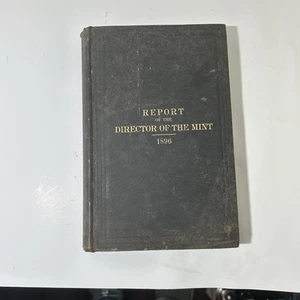 REPORT
OF THE
DIRECTOR OF THE MINT
1896